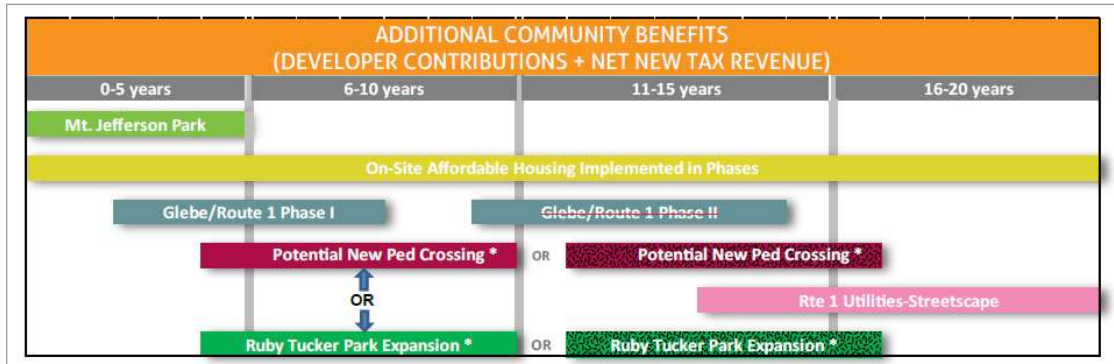 ADDITIONAL COMMUNITY BENEFITS
(DEVELOPER CONTRIBUTIONS + NET NEW TAX REVENUE)
0-5 years 6-10 years 11-15 years 16-20 years
Mt. Jefferson Park
On-Site Affordable Housing Implemented in Phases
Glebe/Route 1 Phase I Glebe/Route 1 Phase II
Potential New Ped Crossing * OR Potential New Ped Crossing *
OR
Rte 1 Utilities-Streetscape
Ruby Tucker Park Expansion * OR Ruby Tucker Park Expansion *